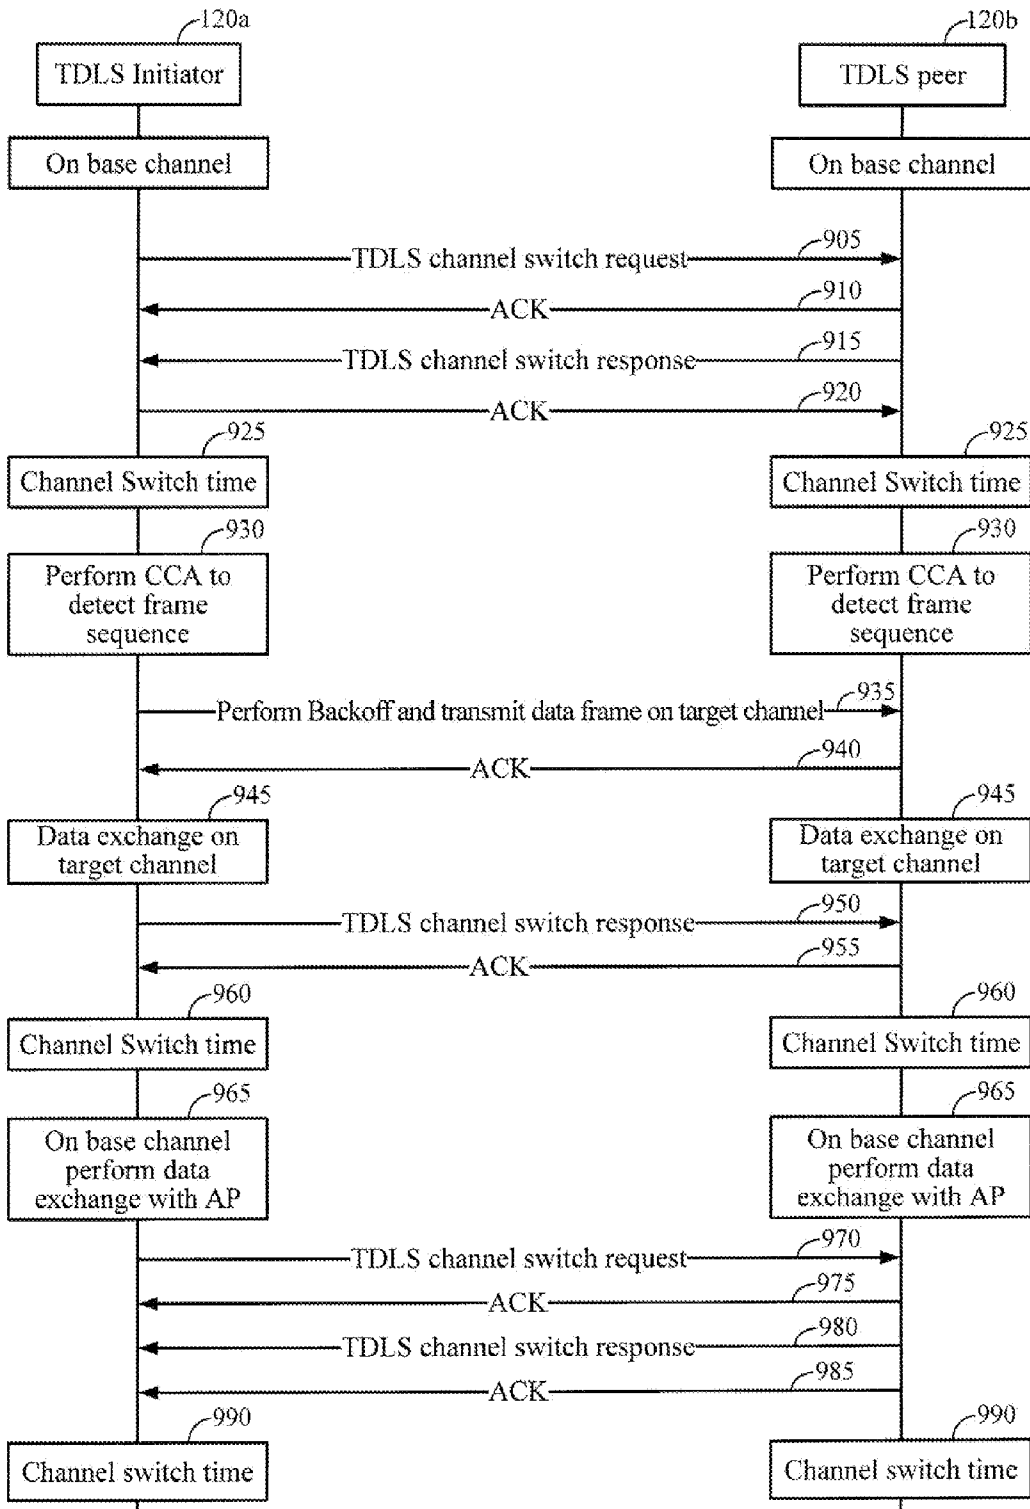 120a
120b
TDLS Initiator
TDLS peer
On base channel
On base channel
905
TDLS channel switch request
910
ACK
915
TDLS channel switch response
920
ACK
925
925
Channel Switch time
Channel Switch time
930
930
Perform CCA to
detect frame
sequence
Perform CCA to
detect frame
sequence
935
Perform Backoff and transmit data frame on target channel
940
ACK
945
945
Data exchange on
target channel
Data exchange on
target channel
950
TDLS channel switch response
955
ACK
960
960
Channel Switch time
Channel Switch time
965
965
On base channel
perform data
exchange with AP
On base channel
perform data
exchange with AP
970
TDLS channel switch request
975
ACK
980
TDLS channel switch response
985
ACK
990
990
Channel switch time
Channel switch time